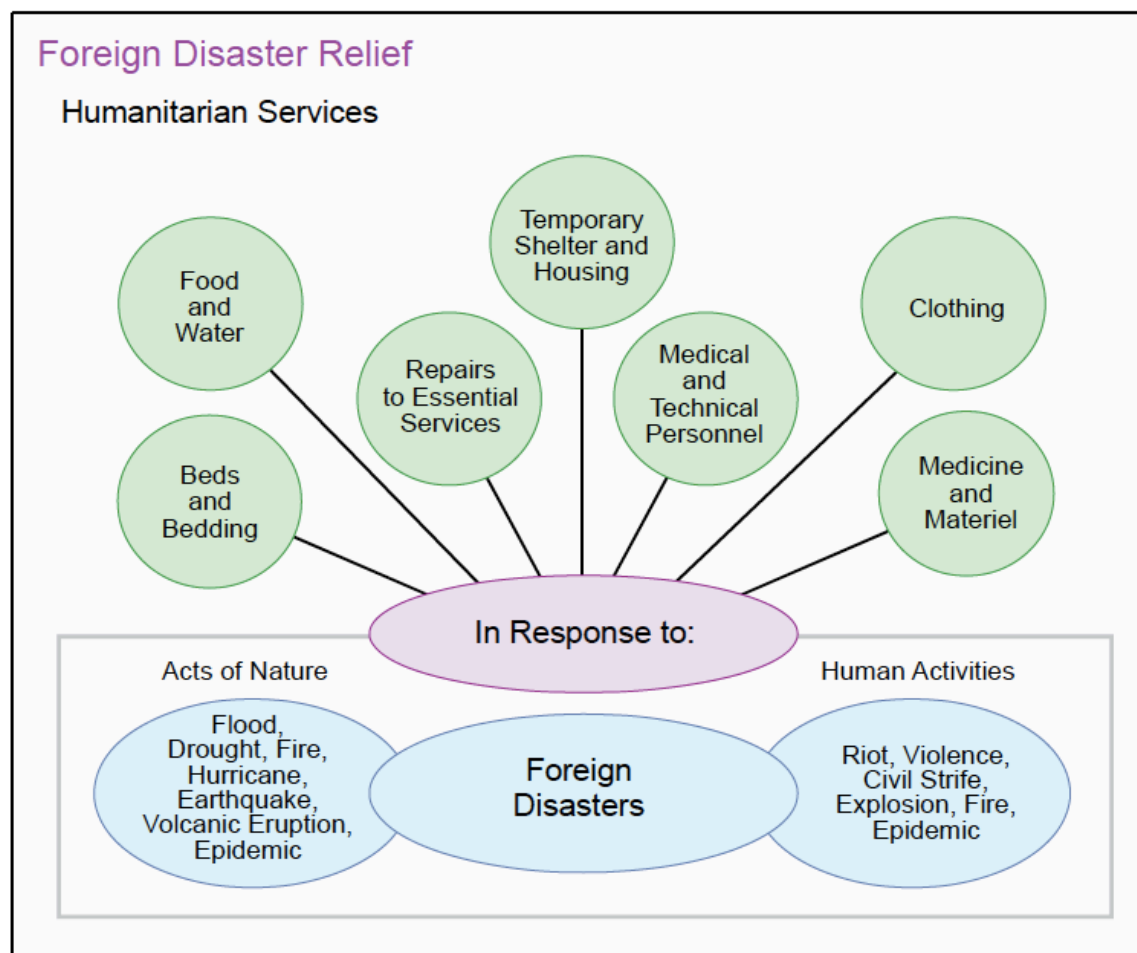 Foreign Disaster Relief
Humanitarian Services
Temporary
Shelter and
Housing
Food
and
Water
Clothing
Repairs
to Essential
Services
Medical
and
Technical
Personnel
Beds
and
Bedding
Medicine
and
Materiel
In Response to:
Acts of Nature
Human Activities
Flood,
Drought, Fire,
Hurricane,
Earthquake,
Volcanic Eruption,
Epidemic
Foreign
Disasters
Riot, Violence,
Civil Strife,
Explosion, Fire,
Epidemic